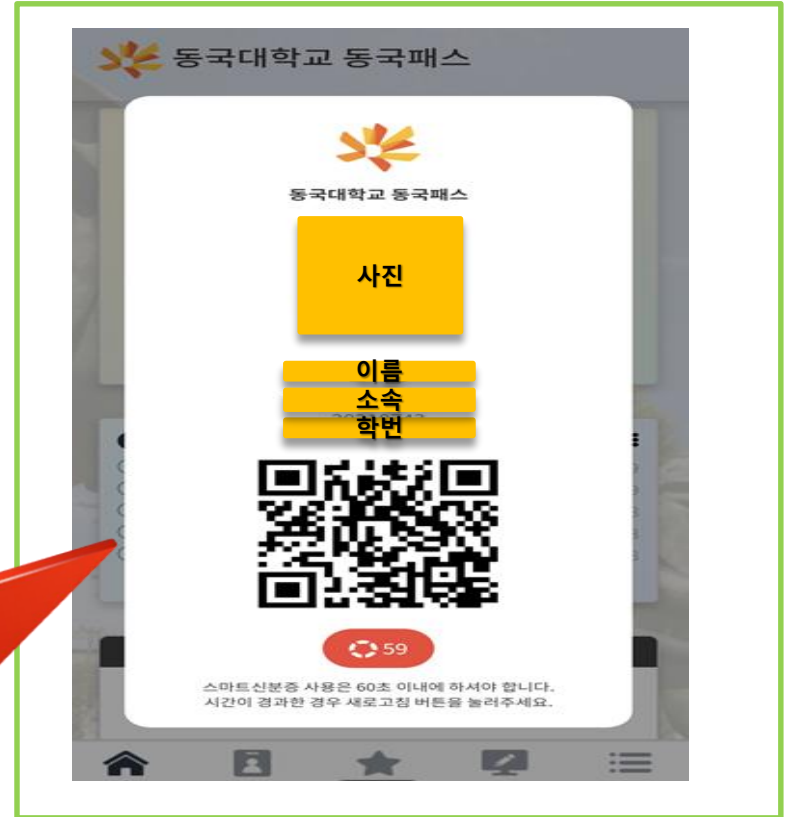 동국대학교 동국패스
동국대학교 동국패스
사진
이름
소속
학번
59
스마트신분증 사용은 60초 이내에 하셔야 합니다.
시간이 경과한 경우 새로고침 버튼을 눌러주세요.